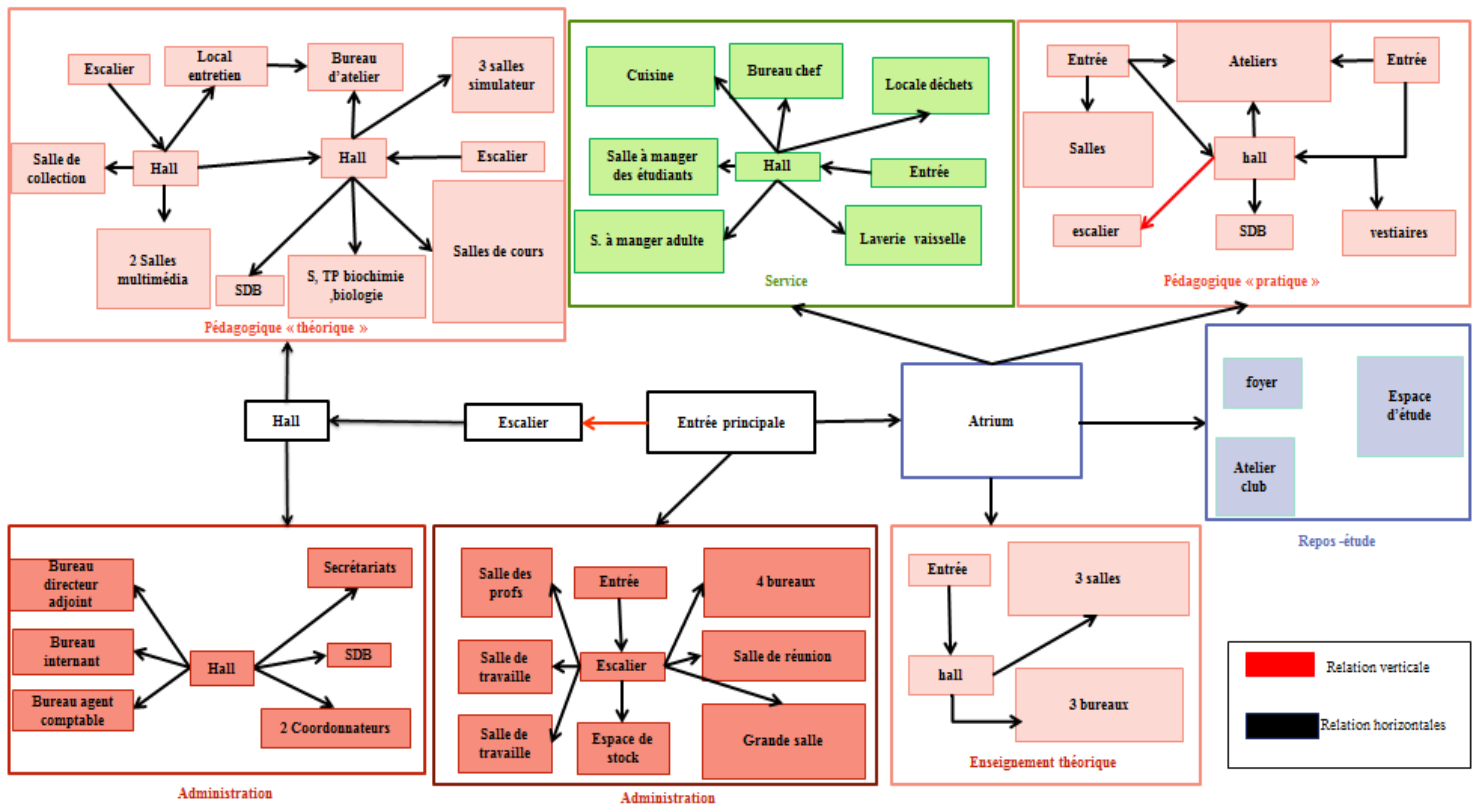 Escalier
Local
entretien
Bureau
d’atelier
3 salles
simulateur
Salle de
collection
Hall
Hall
Escalier
2 Salles
multimédia
SDB
S, TP biochimie
,biologie
Salles de cours
Pédagogique « théorique »
Cuisine
Bureau chef
Locale déchets
Salle à manger
des étudiants
Hall
Entrée
S. à manger adulte
Laverie vaisselle
Service
Entrée
Ateliers
Entrée
Salles
hall
escalier
SDB
vestiaires
Pédagogique « pratique »
Hall
Escalier
Entrée principale
Atrium
foyer
Espace
d’étude
Atelier
club
Repos -étude
Bureau
directeur
adjoint
Secrétariats
Bureau
internant
Hall
SDB
Bureau agent
comptable
2 Coordonnateurs
Administration
Salle des
profs
Entrée
4 bureaux
Salle de
travaille
Escalier
Salle de réunion
Salle de
travaille
Espace de
stock
Grande salle
Administration
Entrée
3 salles
hall
3 bureaux
Enseignement théorique
Relation verticale
Relation horizontales